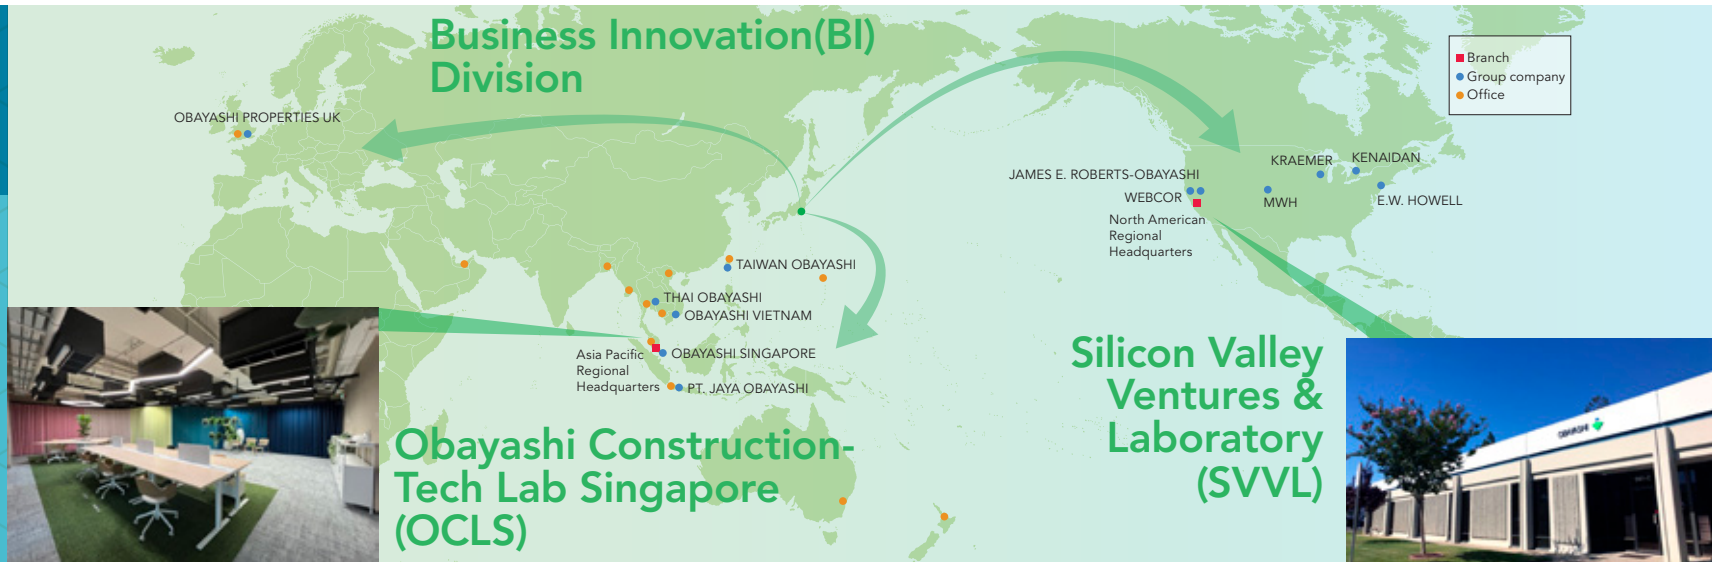 Business Innovation(BI)
Division
Branch
Group company
Office
OBAYASHI PROPERTIES UK
KRAEMER
KENAIDAN
JAMES E. ROBERTS-OBAYASHI
WEBCOR
MWH
E.W. HOWELL
North American
Regional
Headquarters
TAIWAN OBAYASHI
THAI OBAYASHI
OBAYASHI VIETNAM
Asia Pacific
Regional
Headquarters
OBAYASHI SINGAPORE
PT. JAYA OBAYASHI
Silicon Valley
Ventures &
Laboratory
(SVVL)
Obayashi Construction-
Tech Lab Singapore
(OCLS)
OBAYASHI